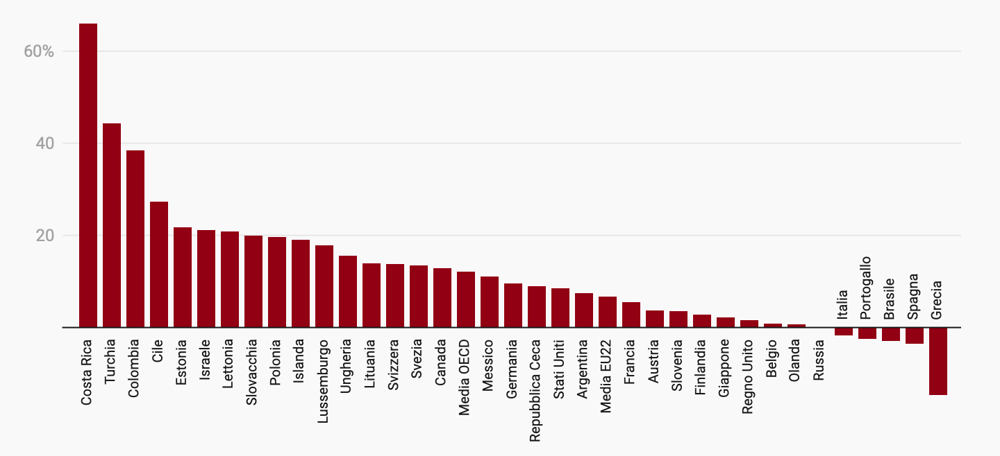 60%
40
20
Costa Rica
Turchia
Colombia
Cile
Estonia
Israele
Lettonia
Slovacchia
Polonia
Islanda
Lussemburgo
Ungheria
Lituania
Svizzera
Svezia
Canada
Media OECD
Messico
Germania
Repubblica Ceca
Stati Uniti
Argentina
Media EU22
Francia
Austria
Slovenia
Finlandia
Giappone
Regno Unito
Belgio
Olanda
Russia
Italia
Portogallo
Brasile
Spagna
Grecia